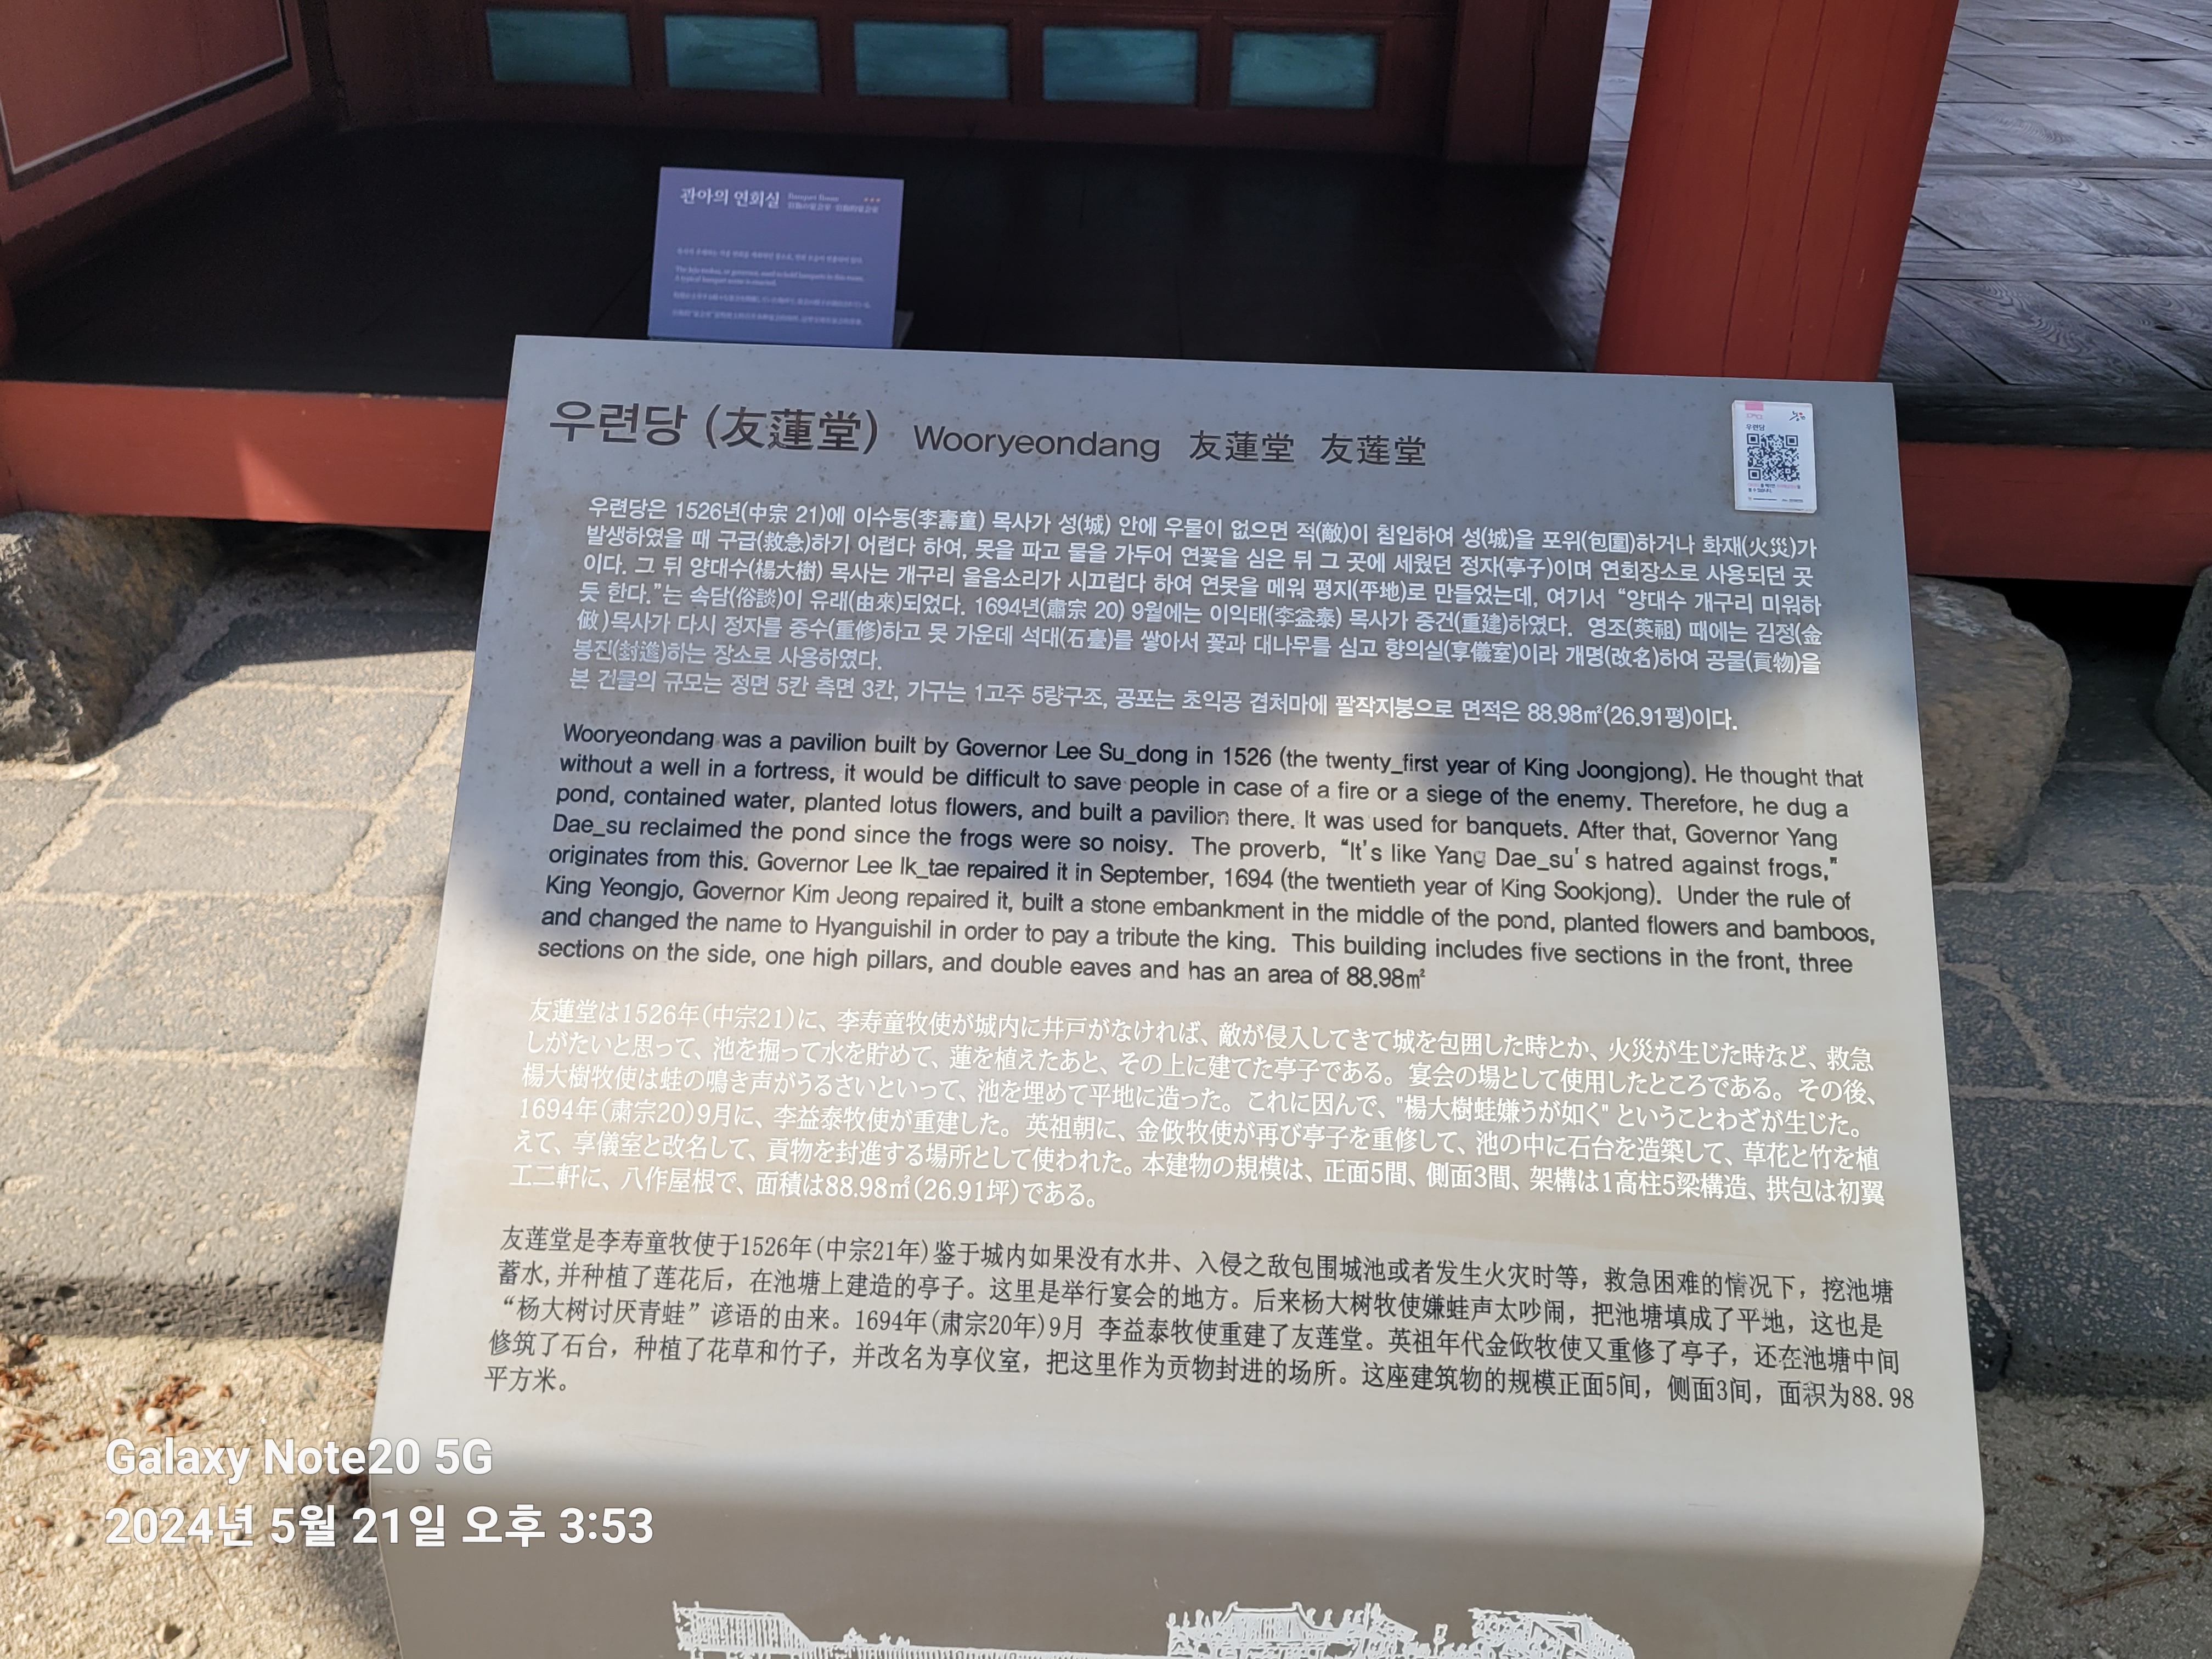 관아의 연회실
Banquet Room
The Jeju moksa, or governor, used to hold banquets in this room.
A typical banquet scene is enacted.
우련당 (友蓮堂) Wooryeondang 友蓮堂 友莲堂
우련당
우련당은 1526년(中宗 21)에 이수동(李壽童) 목사가 성(城) 안에 우물이 없으면 적(敵)이 침입하여 성(城)을 포위(包圍)하거나 화재(火災)가
발생하였을 때 구급(救急)하기 어렵다 하여, 못을 파고 물을 가두어 연꽃을 심은 뒤 그 곳에 세웠던 정자(亭子)이며 연회장소로 사용되던 곳
이다. 그 뒤 양대수(楊大樹) 목사는 개구리 울음소리가 시끄럽다 하여 연못을 메워 평지(平地)로 만들었는데, 여기서 “양대수 개구리 미워하
듯 한다.”는 속담(俗談)이 유래(由來)되었다. 1694년(肅宗 20) 9월에는 이익태(李益泰) 목사가 중건(重建)하였다. 영조(英祖) 때에는 김정(金
㪅)목사가 다시 정자를 중수(重修)하고 못 가운데 석대(石臺)를 쌓아서 꽃과 대나무를 심고 향의실(享儀室)이라 개명(改名)하여 공물(貢物)을
봉진(封進)하는 장소로 사용하였다.
본 건물의 규모는 정면 5칸 측면 3칸, 가구는 1고주 5량구조, 공포는 초익공 겹처마에 팔작지붕으로 면적은 88.98㎡(26.91평)이다.
Wooryeondang was a pavilion built by Governor Lee Su_dong in 1526 (the twenty_first year of King Joongjong). He thought that
without a well in a fortress, it would be difficult to save people in case of a fire or a siege of the enemy. Therefore, he dug a
pond, contained water, planted lotus flowers, and built a pavilion there. It was used for banquets. After that, Governor Yang
Dae_su reclaimed the pond since the frogs were so noisy. The proverb, “It's like Yang Dae_su's hatred against frogs,”
originates from this. Governor Lee Ik_tae repaired it in September, 1694 (the twentieth year of King Sookjong). Under the rule of
King Yeongjo, Governor Kim Jeong repaired it, built a stone embankment in the middle of the pond, planted flowers and bamboos,
and changed the name to Hyanguishil in order to pay a tribute the king. This building includes five sections in the front, three
sections on the side, one high pillars, and double eaves and has an area of 88.98㎡
友蓮堂は1526年(中宗21)に、李寿童牧使が城内に井戸がなければ、敵が侵入してきて城を包囲した時とか、火災が生じた時など、救急
しがたいと思って、池を掘って水を貯めて、蓮を植えたあと、その上に建てた亭子である。宴会の場として使用したところである。その後、
楊大樹牧使は蛙の鳴き声がうるさいといって、池を埋めて平地に造った。これに因んで、"楊大樹蛙嫌うが如く" ということわざが生じた。
1694年(肃宗20)9月に、李益泰牧使が重建した。英祖朝に、金㪅牧使が再び亭子を重修して、池の中に石台を造築して、草花と竹を植
えて、享儀室と改名して、貢物を封進する場所として使われた。本建物の規模は、正面5間、側面3間、架構は1高柱5梁構造、拱包は初翼
工二軒に、八作屋根で、面積は88.98㎡(26.91坪)である。
友莲堂是李寿童牧使于1526年(中宗21年)鉴于城内如果没有水井、入侵之敌包围城池或者发生火灾时等，救急困难的情况下，挖池塘
蓄水,并种植了莲花后，在池塘上建造的亭子。这里是举行宴会的地方。后来杨大树牧使嫌蛙声太吵闹，把池塘填成了平地，这也是
“杨大树讨厌青蛙”谚语的由来。1694年(肃宗20年)9月 李益泰牧使重建了友莲堂。英祖年代金㪅牧使又重修了亭子，还在池塘中间
修筑了石台，种植了花草和竹子，并改名为享仪室，把这里作为贡物封进的场所。这座建筑物的规模正面5间，侧面3间，面积为88.98
平方米。
Galaxy Note20 5G
2024년 5월 21일 오후 3:53